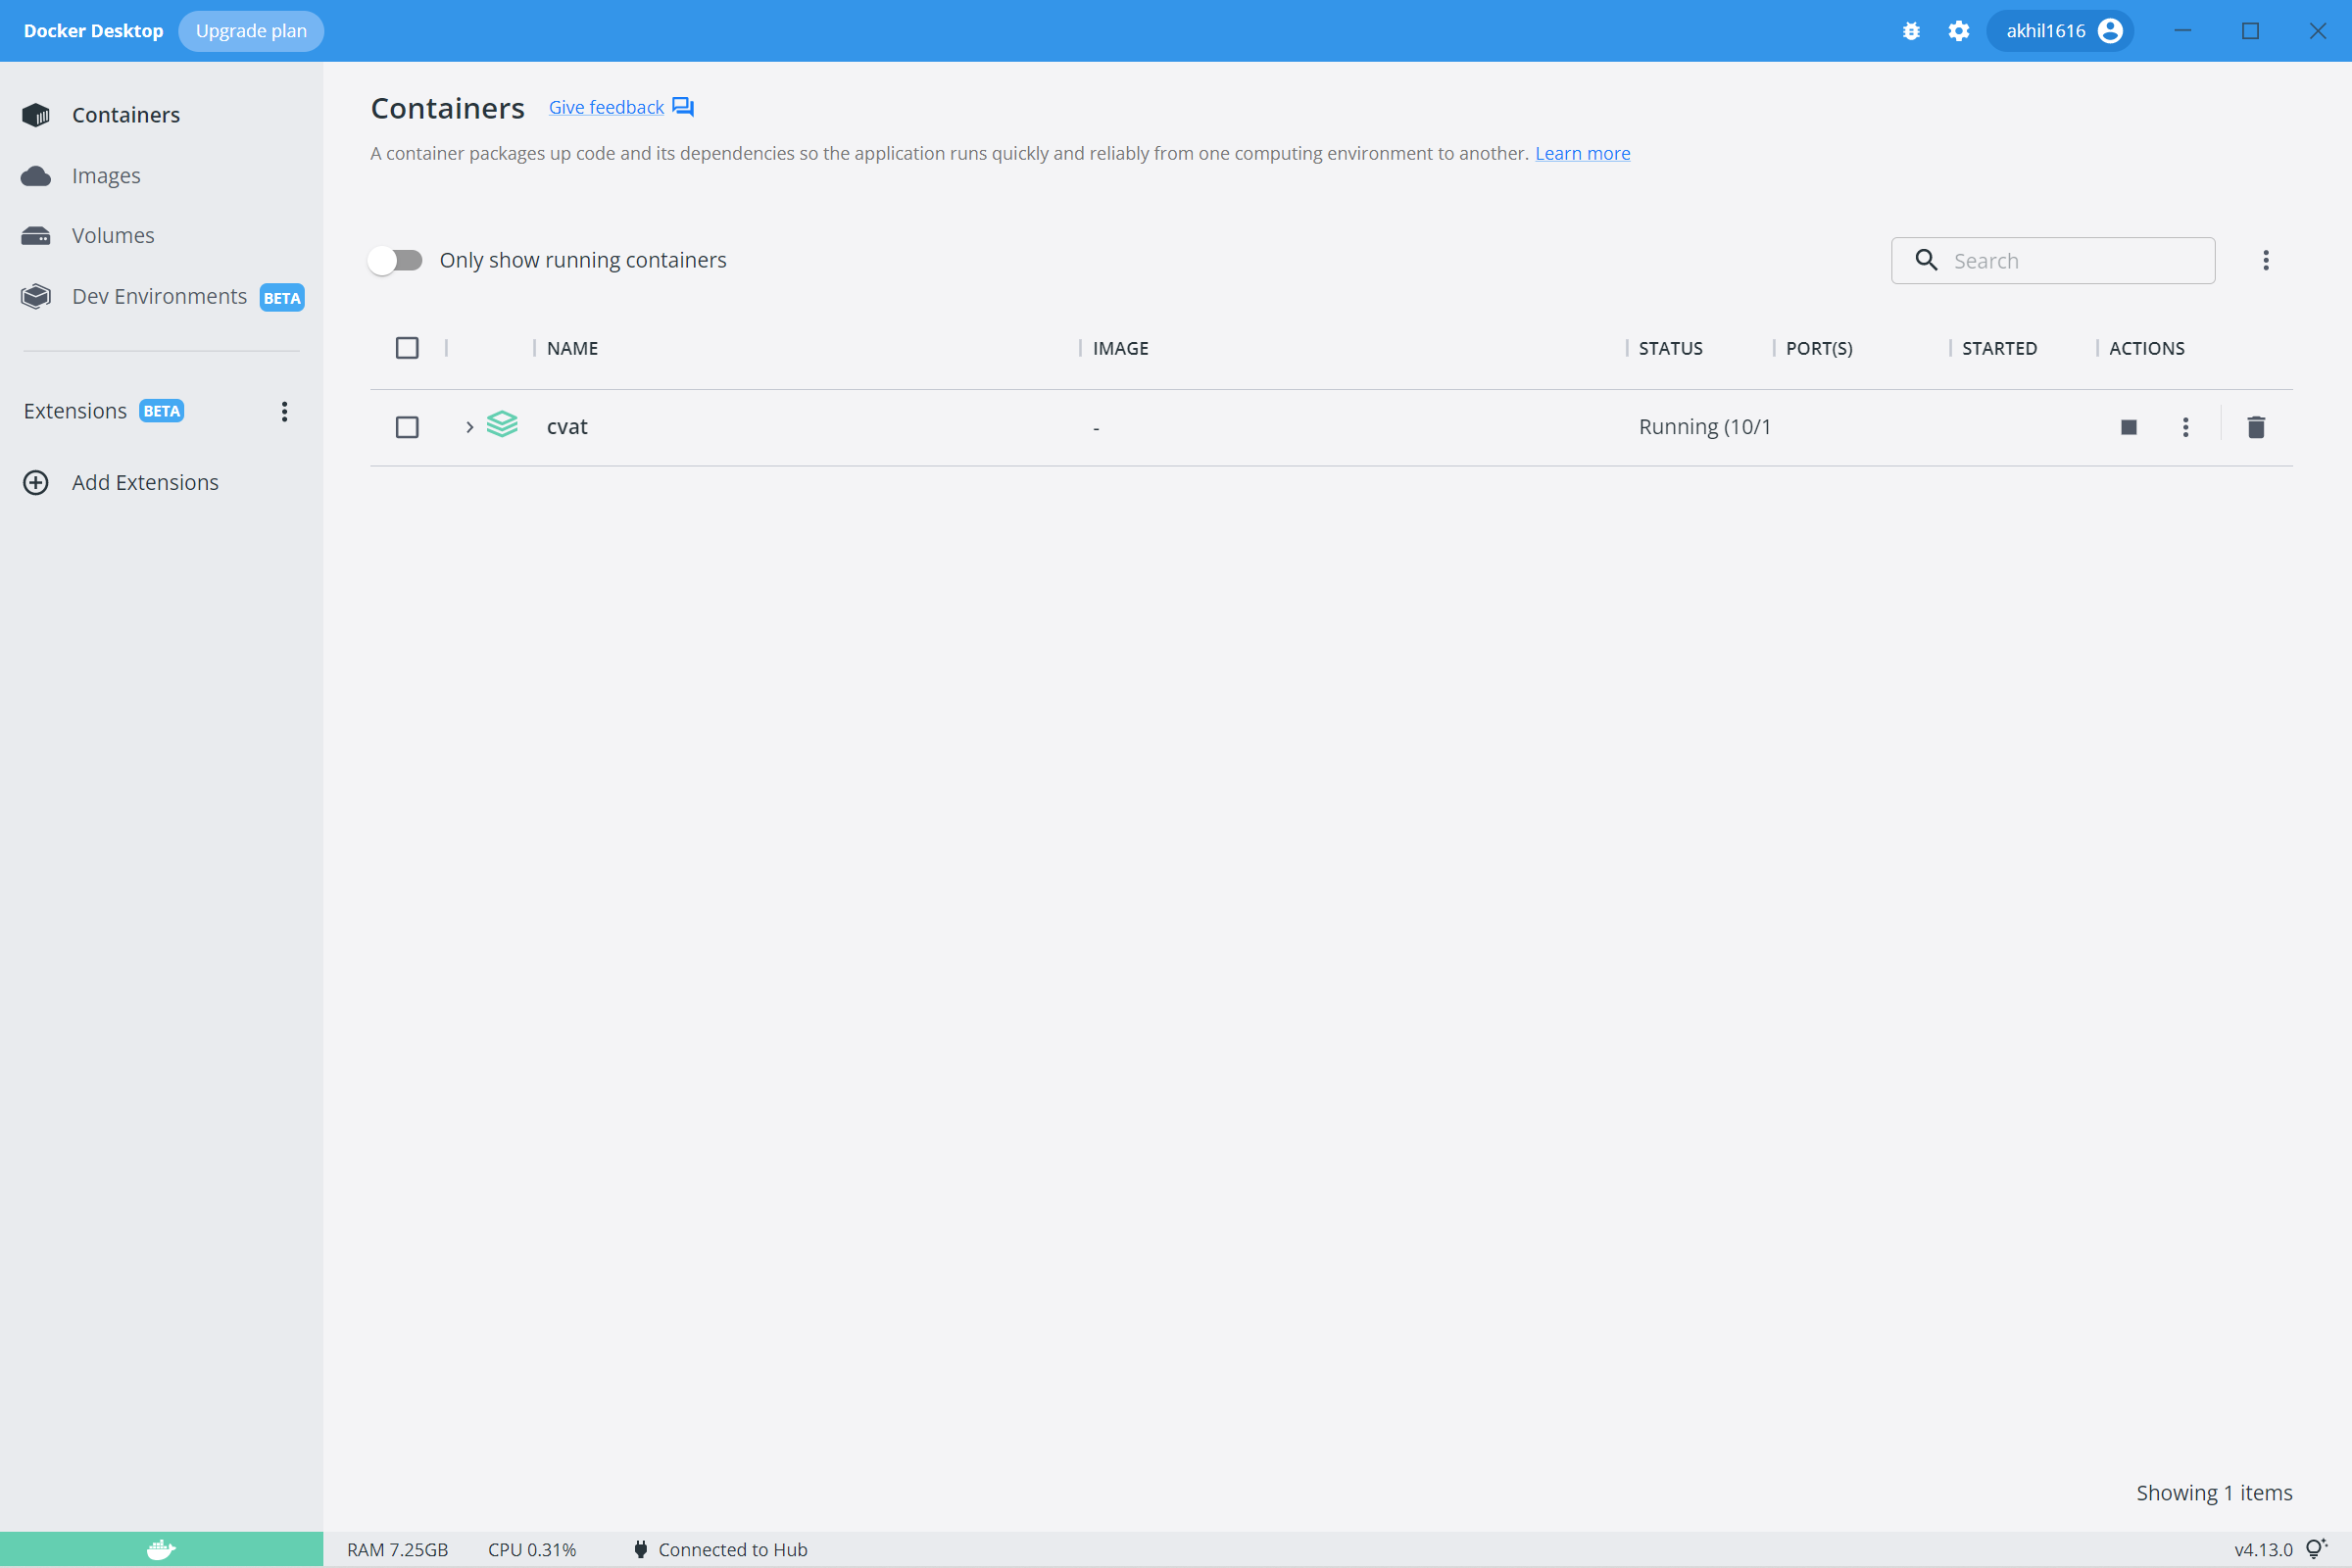 Docker Desktop Upgrade plan akhil1616
Containers
Images
Volumes
Dev Environments BETA
Extensions BETA
Add Extensions
Containers Give feedback
A container packages up code and its dependencies so the application runs quickly and reliably from one computing environment to another. Learn more
Only show running containers Search
NAME IMAGE STATUS PORT(S) STARTED ACTIONS
cvat - Running (10/1
Showing 1 items
RAM 7.25GB CPU 0.31% Connected to Hub v4.13.0